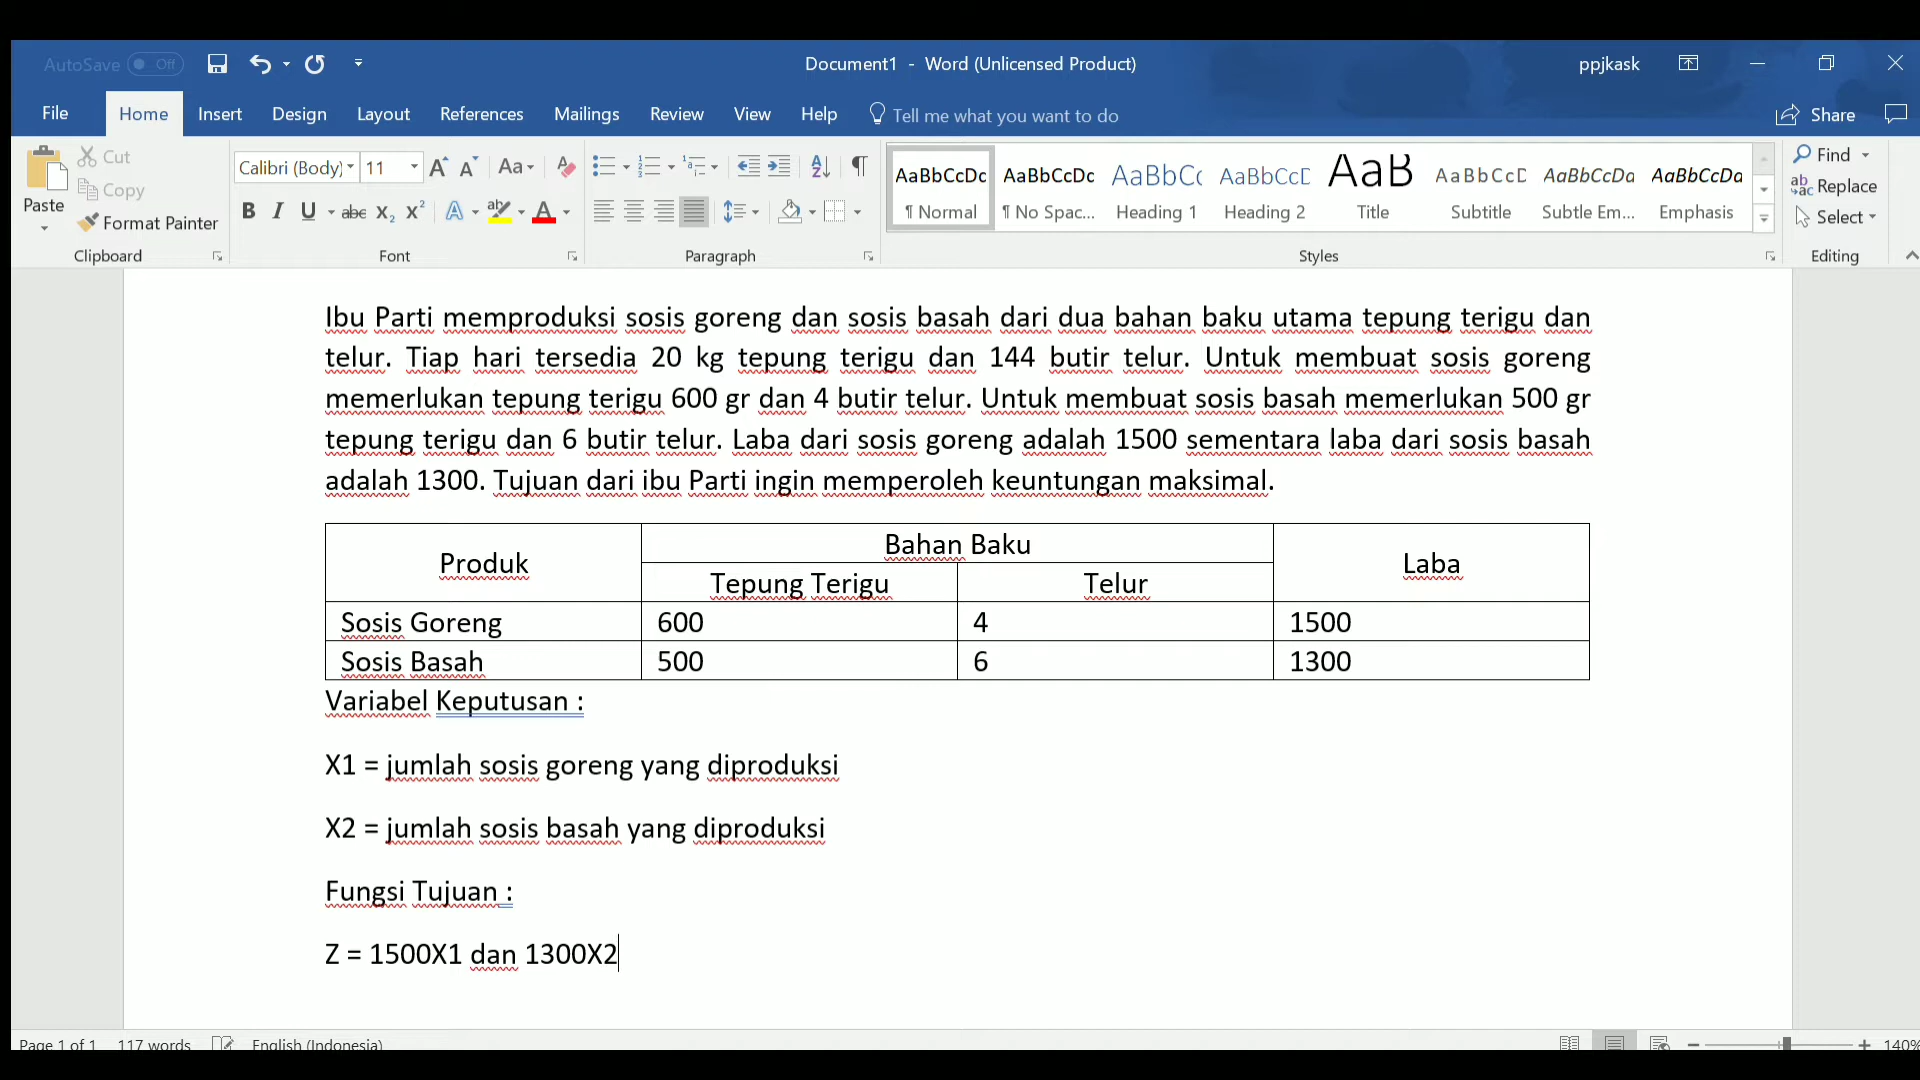 AutoSave Off Document1 - Word (Unlicensed Product) ppjkask
File Home Insert Design Layout References Mailings Review View Help Tell me what you want to do Share
Paste Cut Copy Format Painter
Clipboard
Calibri (Body) 11
Font
Paragraph
AaBbCcDc AaBbCcDc AaBbCc AaBbCcD AaB AaBbCcD AaBbCcDa AaBbCcDa
¶ Normal ¶ No Spac... Heading 1 Heading 2 Title Subtitle Subtle Em... Emphasis
Styles
Find
Replace
Select
Editing
Ibu Parti memproduksi sosis goreng dan sosis basah dari dua bahan baku utama tepung terigu dan
telur. Tiap hari tersedia 20 kg tepung terigu dan 144 butir telur. Untuk membuat sosis goreng
memerlukan tepung terigu 600 gr dan 4 butir telur. Untuk membuat sosis basah memerlukan 500 gr
tepung terigu dan 6 butir telur. Laba dari sosis goreng adalah 1500 sementara laba dari sosis basah
adalah 1300. Tujuan dari ibu Parti ingin memperoleh keuntungan maksimal.
Produk Bahan Baku Laba
Tepung Terigu Telur
Sosis Goreng 600 4 1500
Sosis Basah 500 6 1300
Variabel Keputusan :
X1 = jumlah sosis goreng yang diproduksi
X2 = jumlah sosis basah yang diproduksi
Fungsi Tujuan :
Z = 1500X1 dan 1300X2
Page 1 of 1 117 words English (Indonesia) 140%